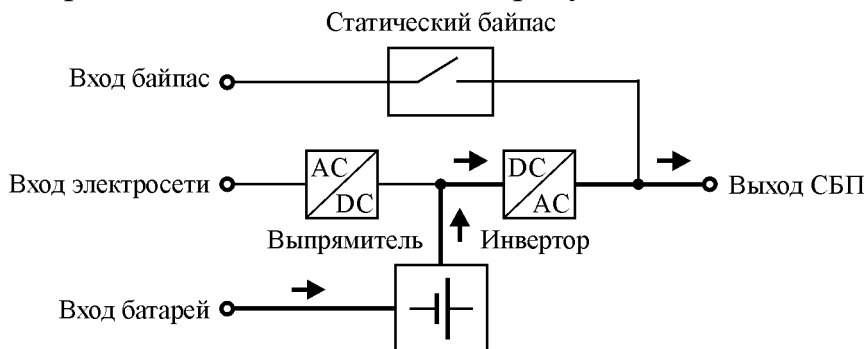 Статический байпас
Вход байпас
Вход электросети
AC
DC
DC
AC
Выход СБП
Выпрямитель
Инвертор
Вход батарей